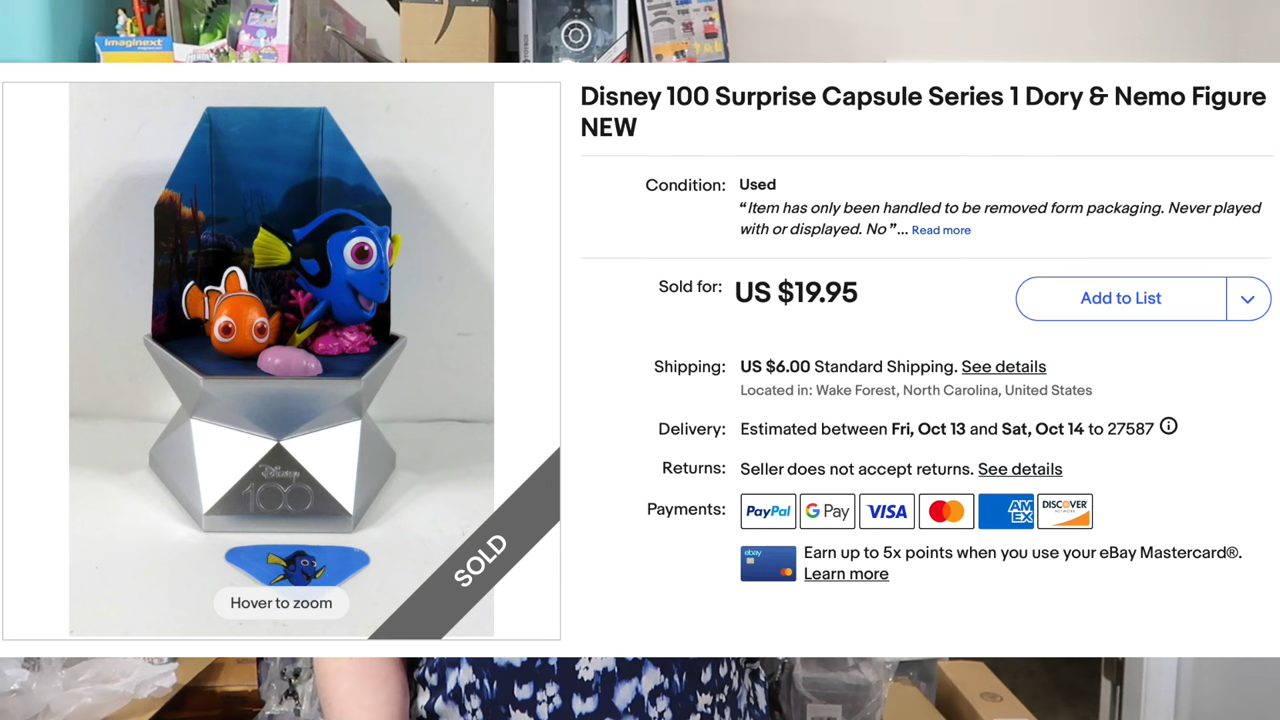 imaginext
Disney 100 Surprise Capsule Series 1 Dory & Nemo Figure
NEW
Condition: Used
“Item has only been handled to be removed form packaging. Never played
with or displayed. No”... Read more
Sold for: US $19.95
Add to List
Shipping: US $6.00 Standard Shipping. See details
Located in: Wake Forest, North Carolina, United States
Delivery: Estimated between Fri, Oct 13 and Sat, Oct 14 to 27587
Returns: Seller does not accept returns. See details
Payments: PayPal G Pay VISA AM EX DISCOVER
ebay
Earn up to 5x points when you use your eBay Mastercard®.
Learn more
Disney
100
SOLD
Hover to zoom